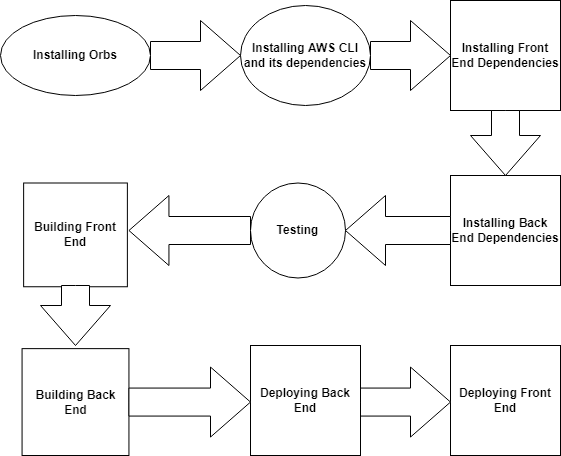 Installing Orbs
Installing AWS CLI
and its dependencies
Installing Front
End Dependencies
Installing Back
End Dependencies
Testing
Building Front
End
Building Back
End
Deploying Back
End
Deploying Front
End